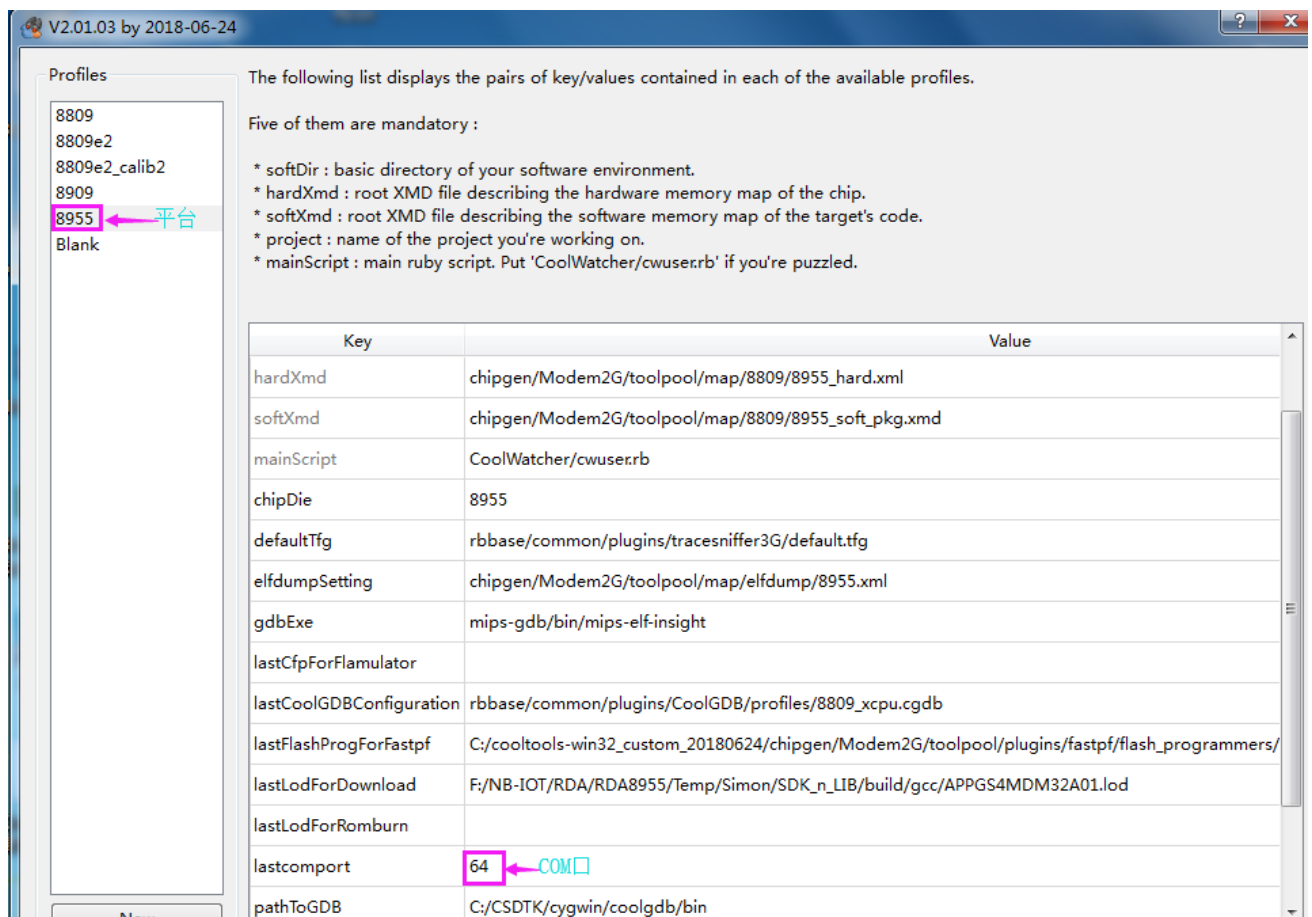 V2.01.03 by 2018-06-24
?
x
Profiles
8809
8809e2
8809e2_calib2
8909
8955 平台
Blank
The following list displays the pairs of key/values contained in each of the available profiles.
Five of them are mandatory :
* softDir : basic directory of your software environment.
* hardXmd : root XMD file describing the hardware memory map of the chip.
* softXmd : root XMD file describing the software memory map of the target's code.
* project : name of the project you're working on.
* mainScript : main ruby script. Put 'CoolWatcher/cwuser.rb' if you're puzzled.
Key Value
hardXmd chipgen/Modem2G/toolpool/map/8809/8955_hard.xml
softXmd chipgen/Modem2G/toolpool/map/8809/8955_soft_pkg.xmd
mainScript CoolWatcher/cwuser.rb
chipDie 8955
defaultTfg rbbase/common/plugins/tracesniffer3G/default.tfg
elfdumpSetting chipgen/Modem2G/toolpool/map/elfdump/8955.xml
gdbExe mips-gdb/bin/mips-elf-insight
lastCfpForFlamulator
lastCoolGDBConfiguration rbbase/common/plugins/CoolGDB/profiles/8809_xcpu.cgdb
lastFlashProgForFastpf C:/cooltools-win32_custom_20180624/chipgen/Modem2G/toolpool/plugins/fastpf/flash_programmers/
lastLodForDownload F:/NB-IOT/RDA/RDA8955/Temp/Simon/SDK_n_LIB/build/gcc/APPGS4MDM32A01.lod
lastLodForRomburn
lastcomport 64 COM口
pathToGDB C:/CSDTK/cygwin/coolgdb/bin